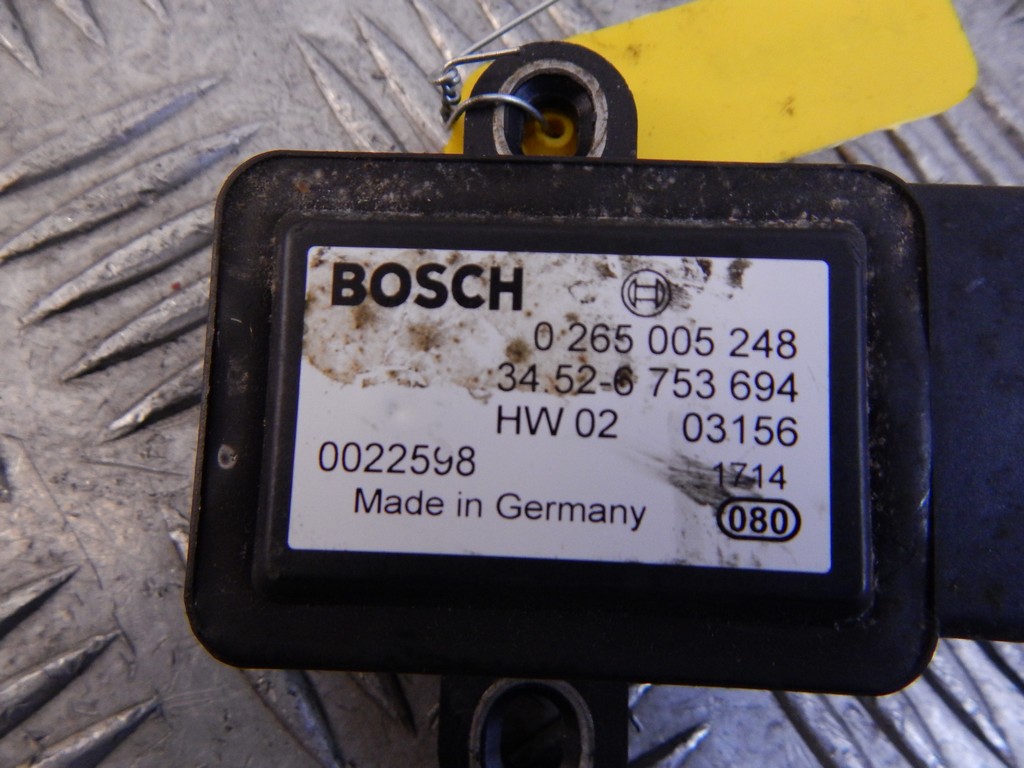 BOSCH
0 265 005 248
34.52-6 753 694
HW 02 03156
0022598
1714
Made in Germany
080